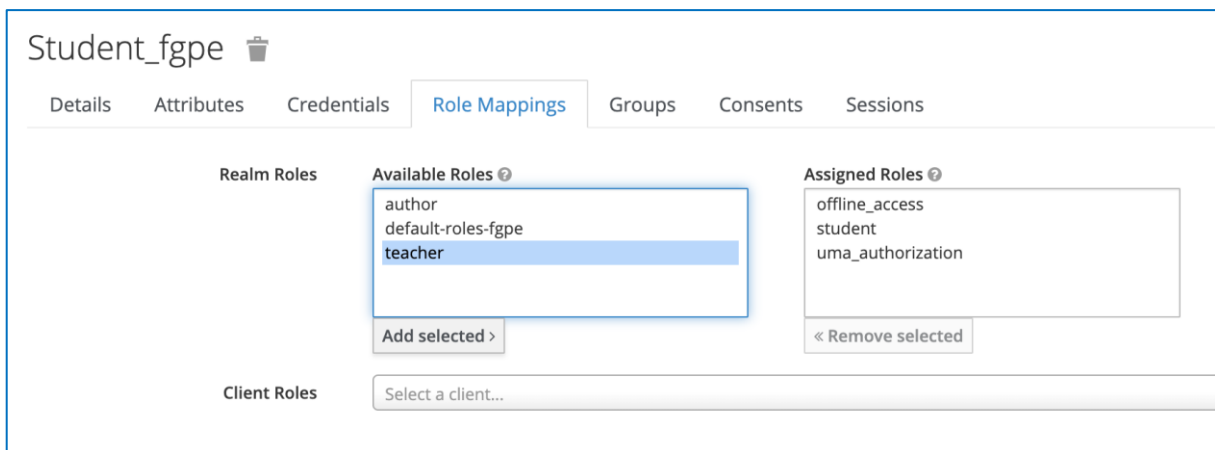 Student_fgpe
Details Attributes Credentials Role Mappings Groups Consents Sessions
Realm Roles
Available Roles
author
default-roles-fgpe
teacher
Add selected >
Assigned Roles
offline_access
student
uma_authorization
« Remove selected
Client Roles
Select a client...